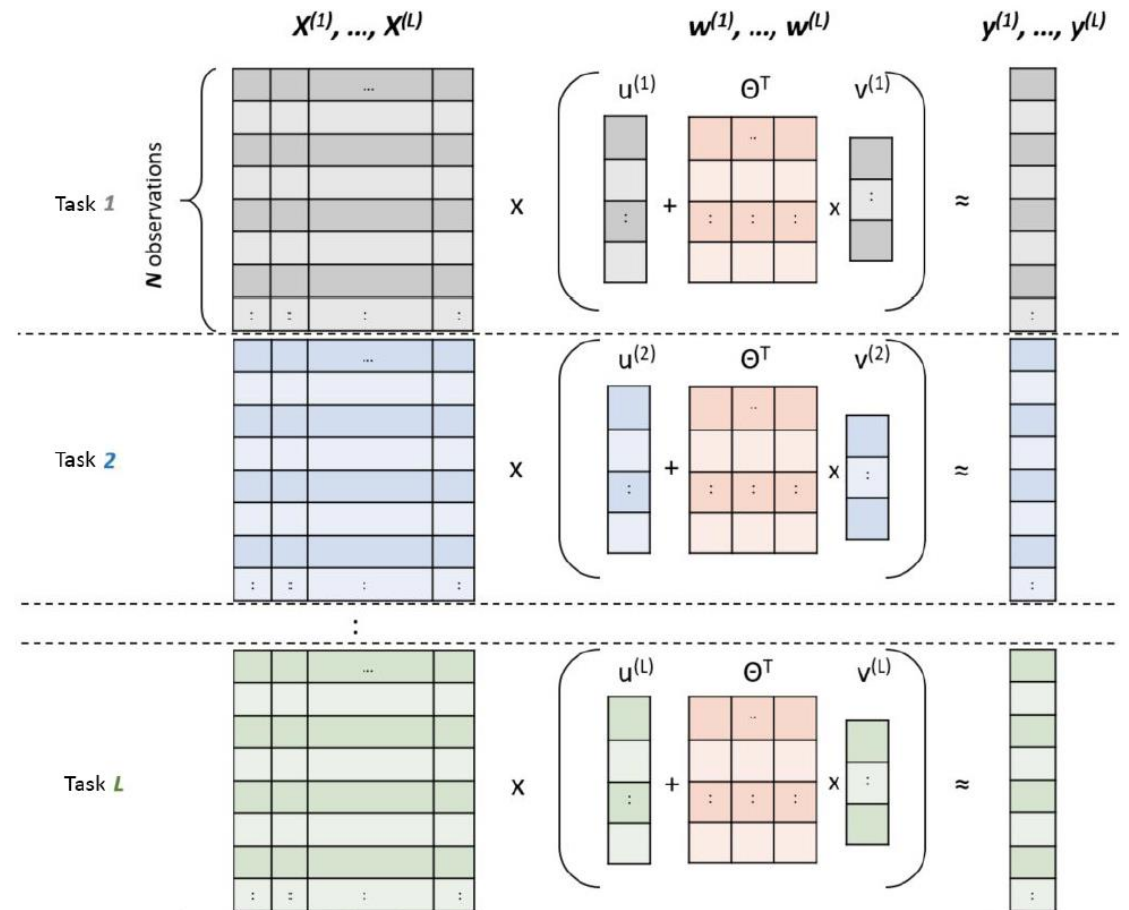 X(1), ..., X(L)   w(1), ..., w(L)   y(1), ..., y(L)
Task 1
N observations
...
: :: : :
x
u(1)
:
+
Θᵀ
..
: : :
x
v(1)
:
≈
:
Task 2
...
: :: : :
x
u(2)
:
+
Θᵀ
..
: : :
x
v(2)
:
≈
:
:
Task L
...
: :: : :
x
u(L)
:
+
Θᵀ
..
: : :
x
v(L)
:
≈
: